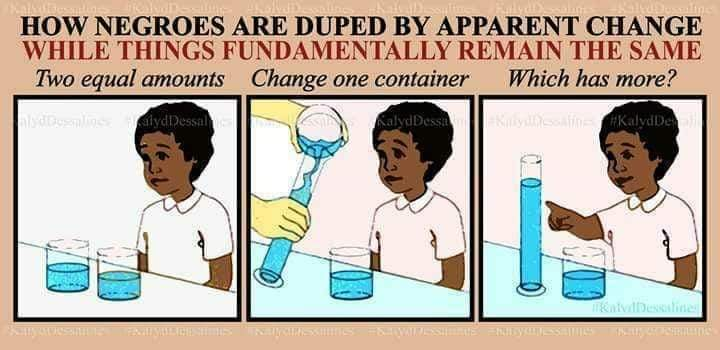 HOW NEGROES ARE DUPED BY APPARENT CHANGE
WHILE THINGS FUNDAMENTALLY REMAIN THE SAME
Two equal amounts Change one container Which has more?
#KalydDessalines